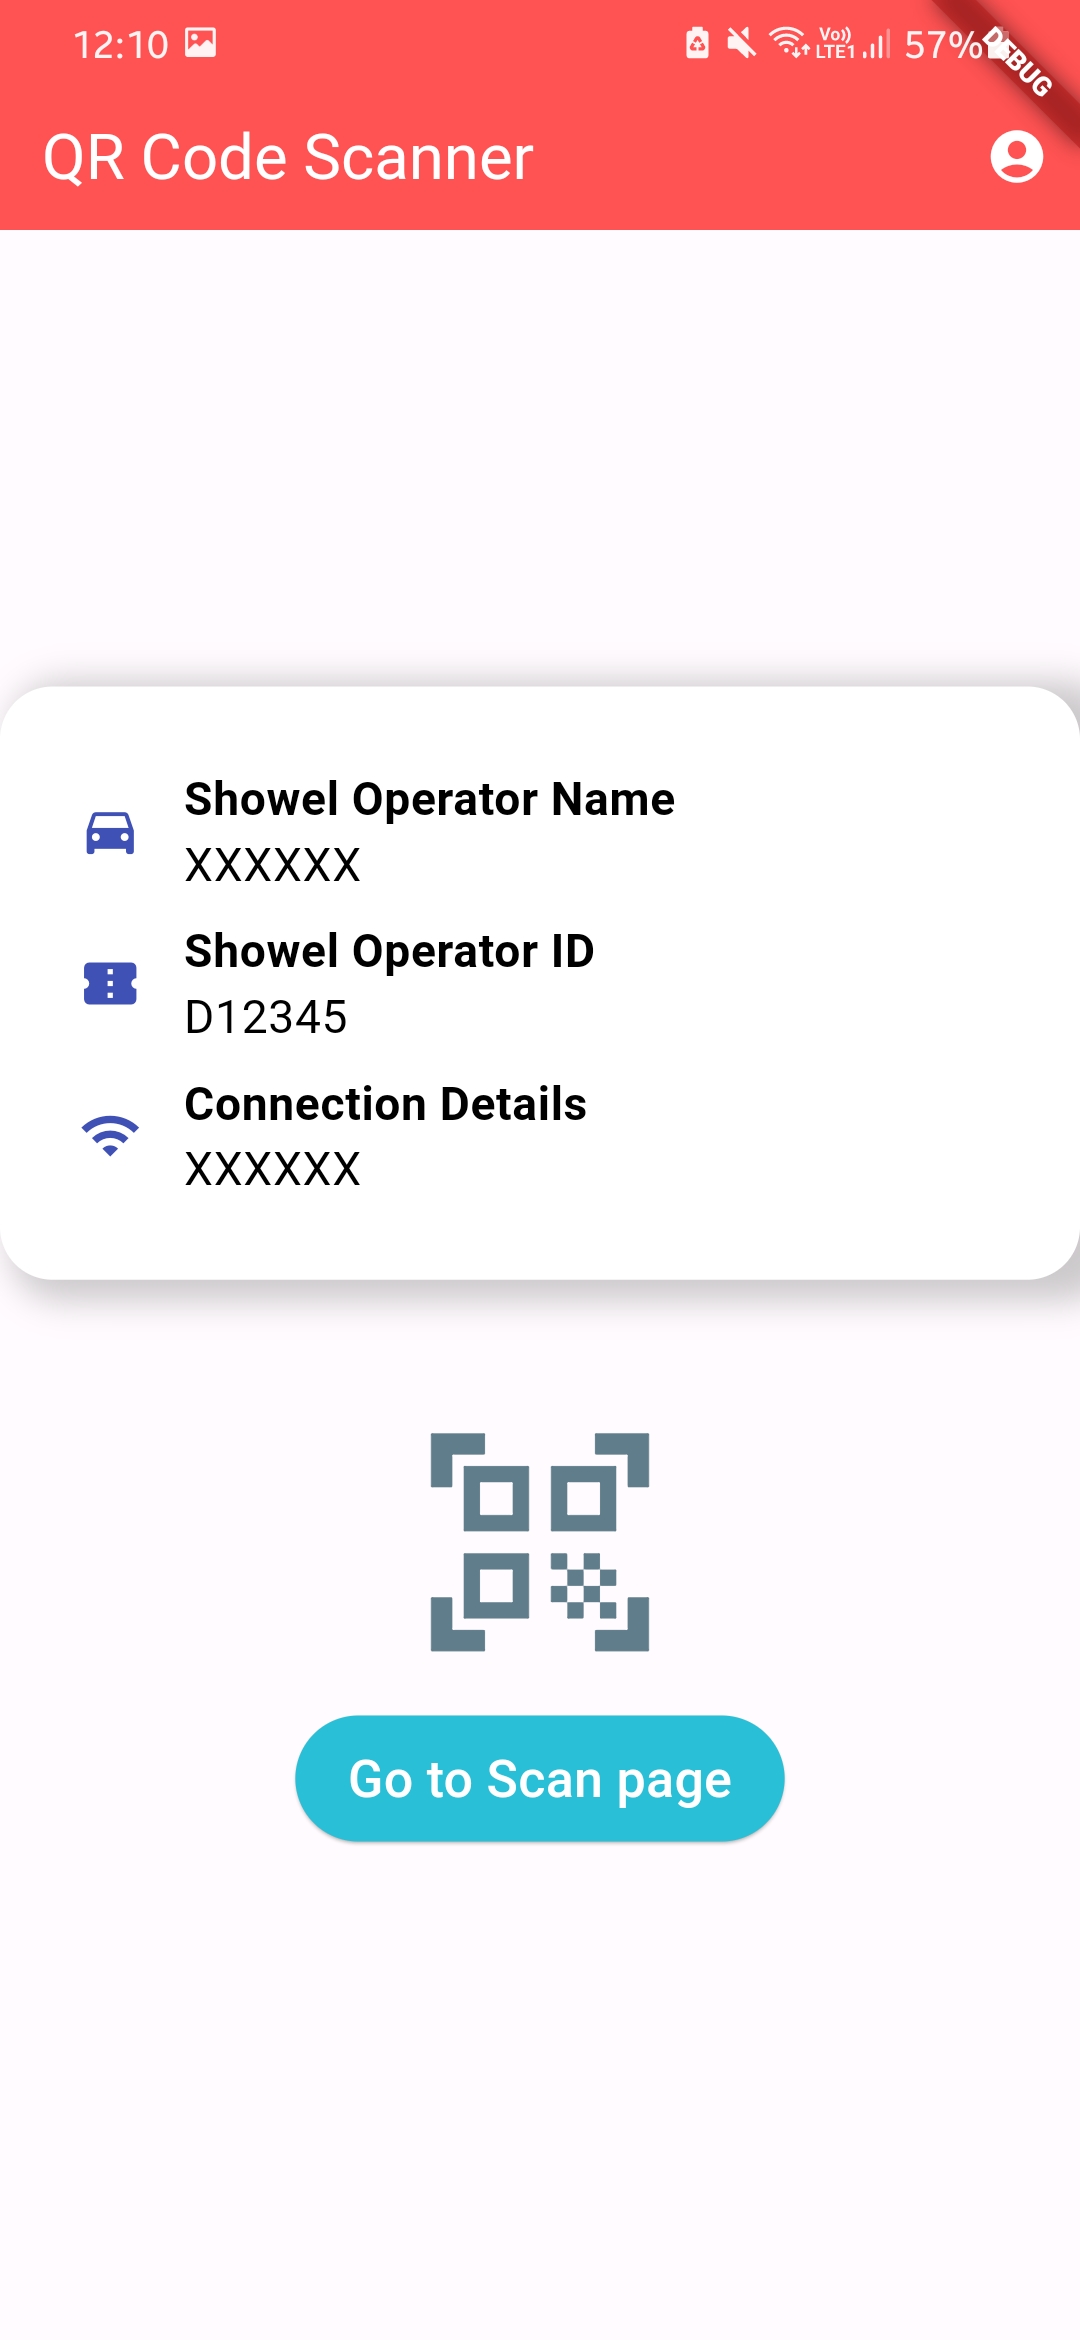 12:10
Vo))
LTE1
57%
DEBUG
QR Code Scanner
Showel Operator Name
XXXXXX
Showel Operator ID
D12345
Connection Details
XXXXXX
Go to Scan page